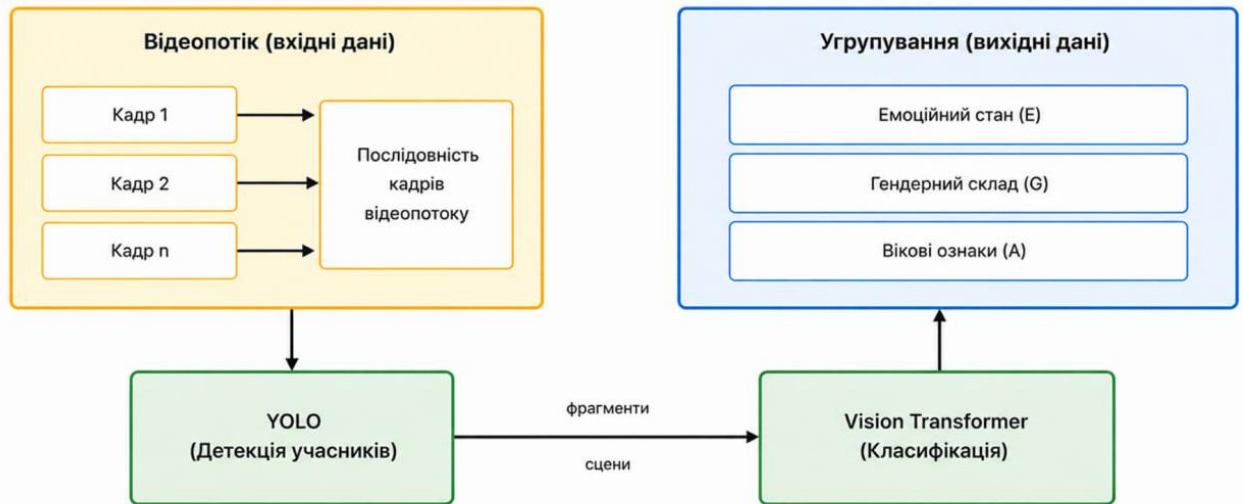 Відеопотік (вхідні дані)
Кадр 1
Кадр 2
Кадр n
Послідовність
кадрів
відеопотоку
Угрупування (вихідні дані)
Емоційний стан (E)
Гендерний склад (G)
Вікові ознаки (A)
YOLO
(Детекція учасників)
фрагменти
сцени
Vision Transformer
(Класифікація)